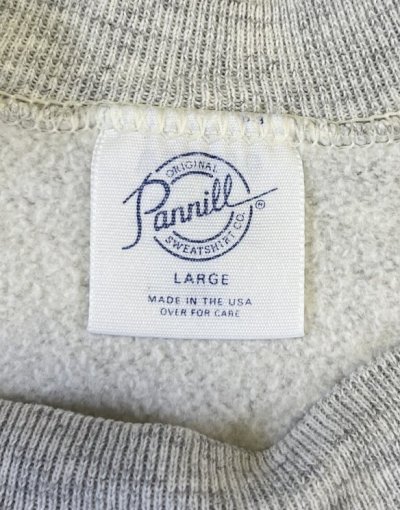 ORIGINAL
Pannill
SWEATSHIRT CO.
®
LARGE
MADE IN THE USA
OVER FOR CARE